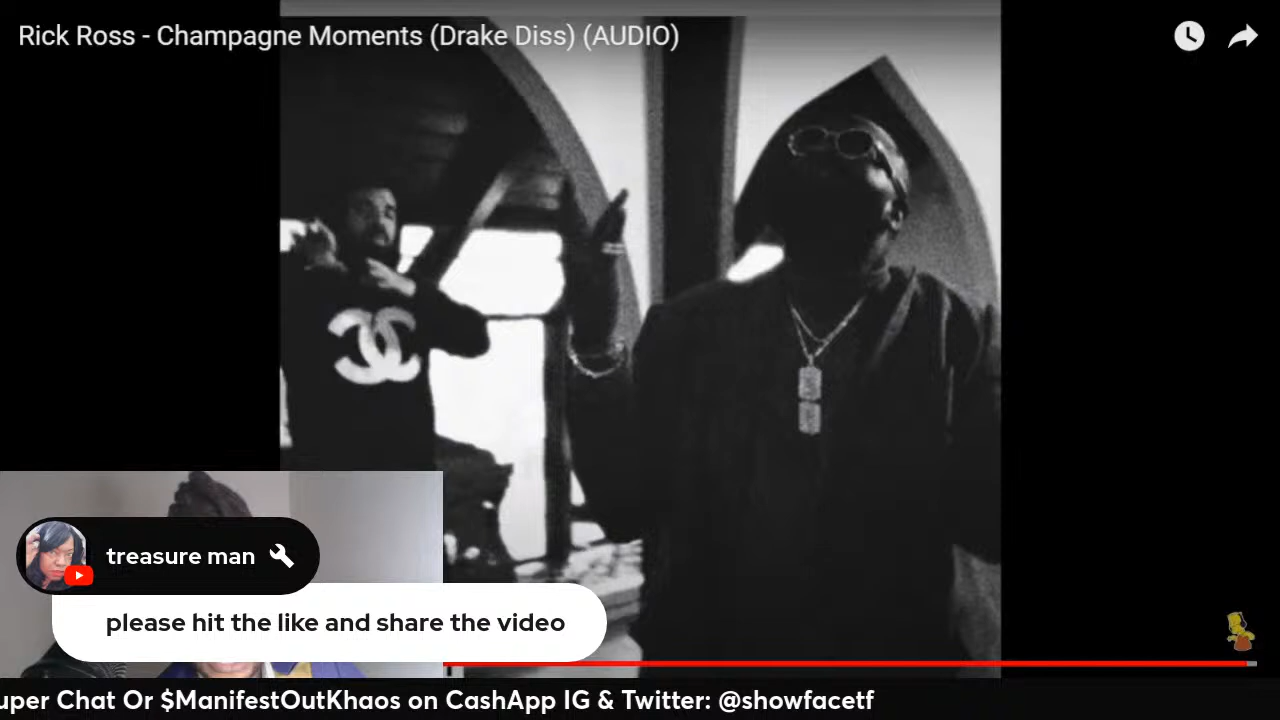 Rick Ross - Champagne Moments (Drake Diss) (AUDIO)
treasure man
please hit the like and share the video
uper Chat Or $ManifestOutKhaos on CashApp IG & Twitter: @showfacetf